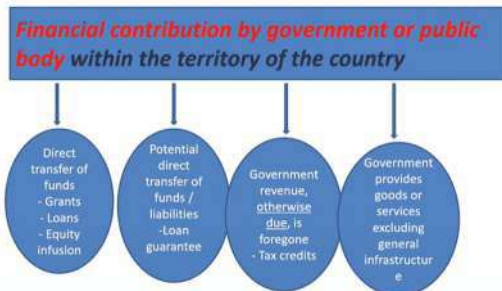 Financial contribution by government or public
body within the territory of the country
Direct
transfer of
funds
- Grants
- Loans
- Equity
infusion
Potential
direct
transfer of
funds /
liabilities
-Loan
guarantee
Government
revenue,
otherwise
due, is
foregone
- Tax credits
Government
provides
goods or
services
excluding
general
infrastructur
e